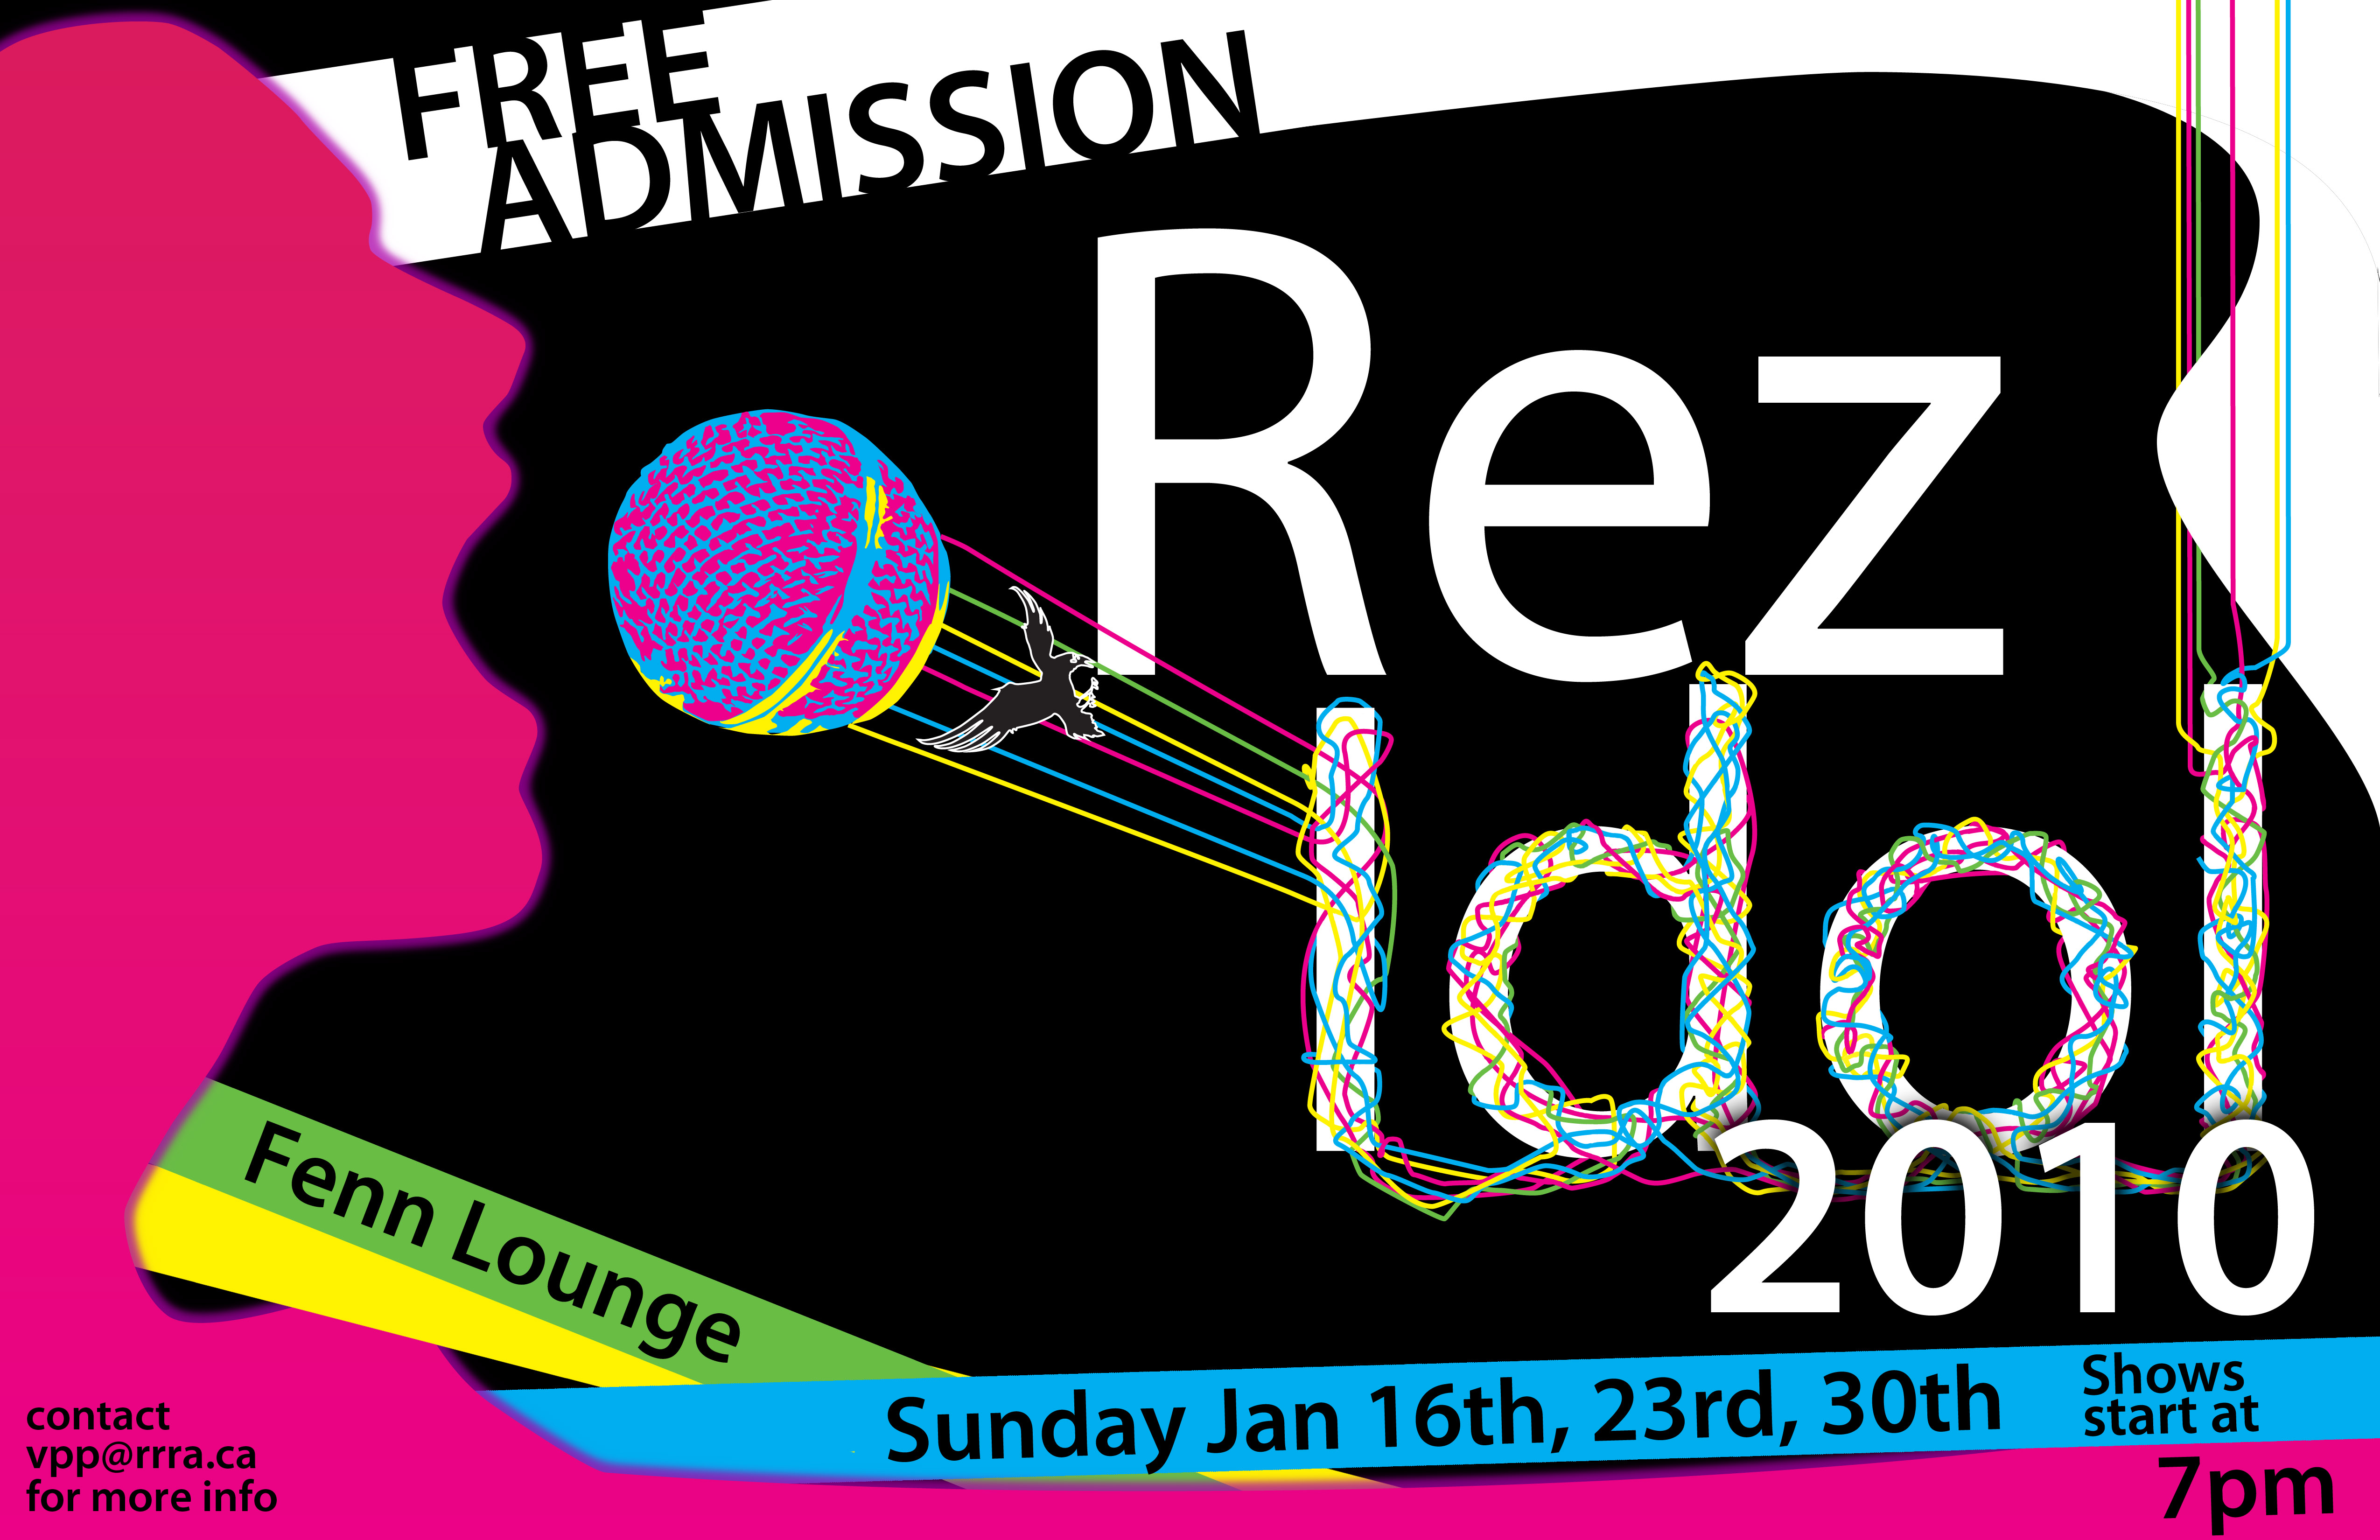 FREE
ADMISSION
Rez
Idol
2010
Fenn Lounge
Sunday Jan 16th, 23rd, 30th
Shows
start at
7pm
contact
vpp@rrra.ca
for more info